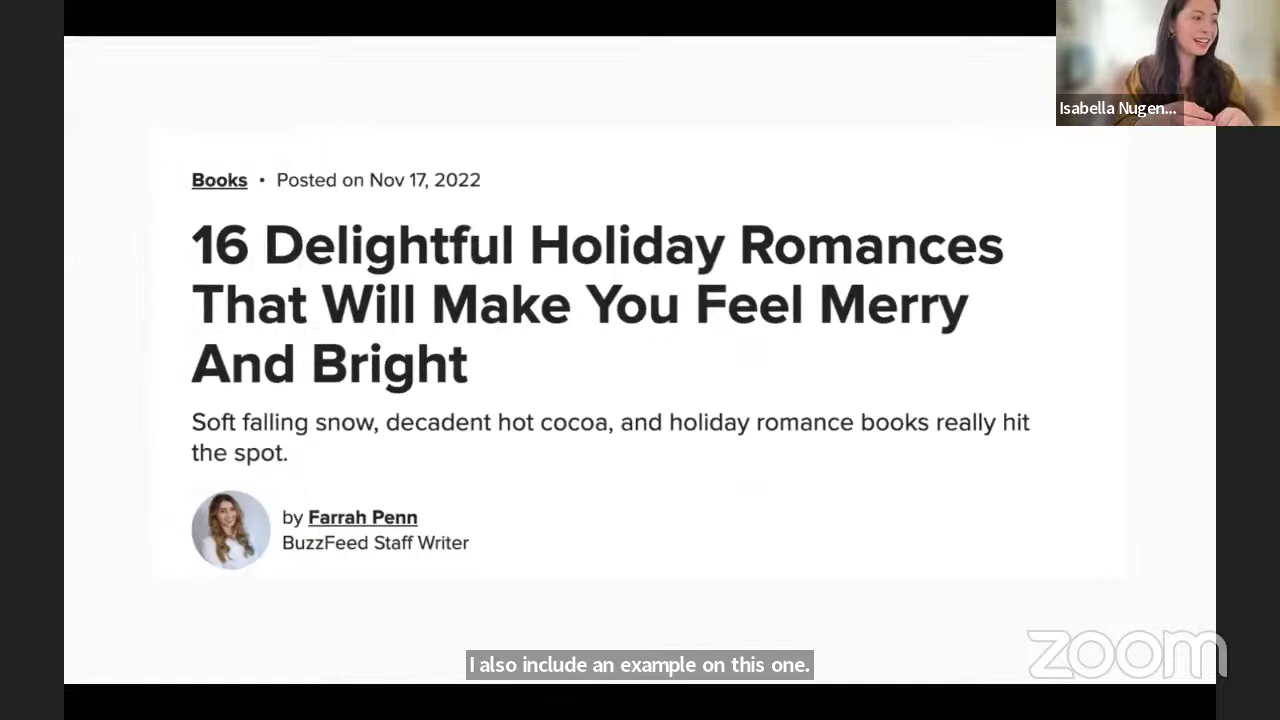 Isabella Nugen...
Books • Posted on Nov 17, 2022
16 Delightful Holiday Romances
That Will Make You Feel Merry
And Bright
Soft falling snow, decadent hot cocoa, and holiday romance books really hit
the spot.
by Farrah Penn
BuzzFeed Staff Writer
I also include an example on this one.
zoom